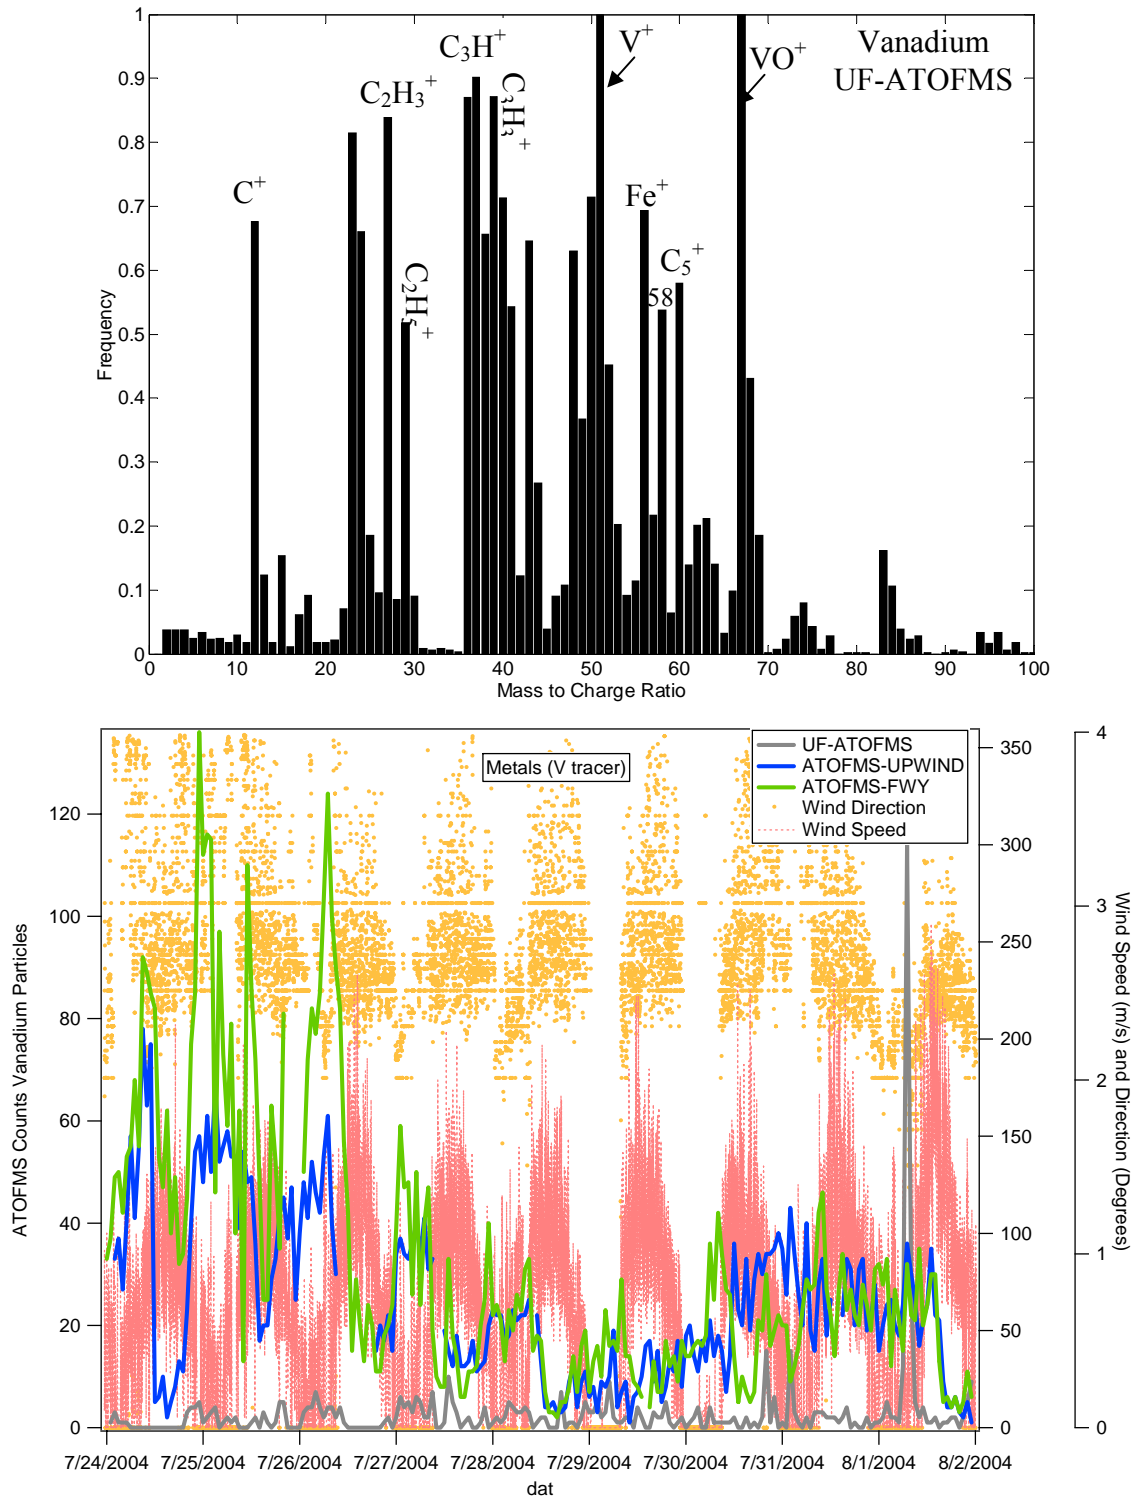 Vanadium
UF-ATOFMS
C⁺
C₂H₃⁺
C₂H₅⁺
C₃H⁺
C₃H₃⁺
V⁺
Fe⁺
58
C₅⁺
VO⁺
Frequency
1
0.9
0.8
0.7
0.6
0.5
0.4
0.3
0.2
0.1
0
0 10 20 30 40 50 60 70 80 90 100
Mass to Charge Ratio
Metals (V tracer)
UF-ATOFMS
ATOFMS-UPWIND
ATOFMS-FWY
Wind Direction
Wind Speed
ATOFMS Counts Vanadium Particles
120
100
80
60
40
20
0
350
300
250
200
150
100
50
0
4
3
2
1
0
Wind Speed (m/s) and Direction (Degrees)
7/24/2004 7/25/2004 7/26/2004 7/27/2004 7/28/2004 7/29/2004 7/30/2004 7/31/2004 8/1/2004 8/2/2004
dat